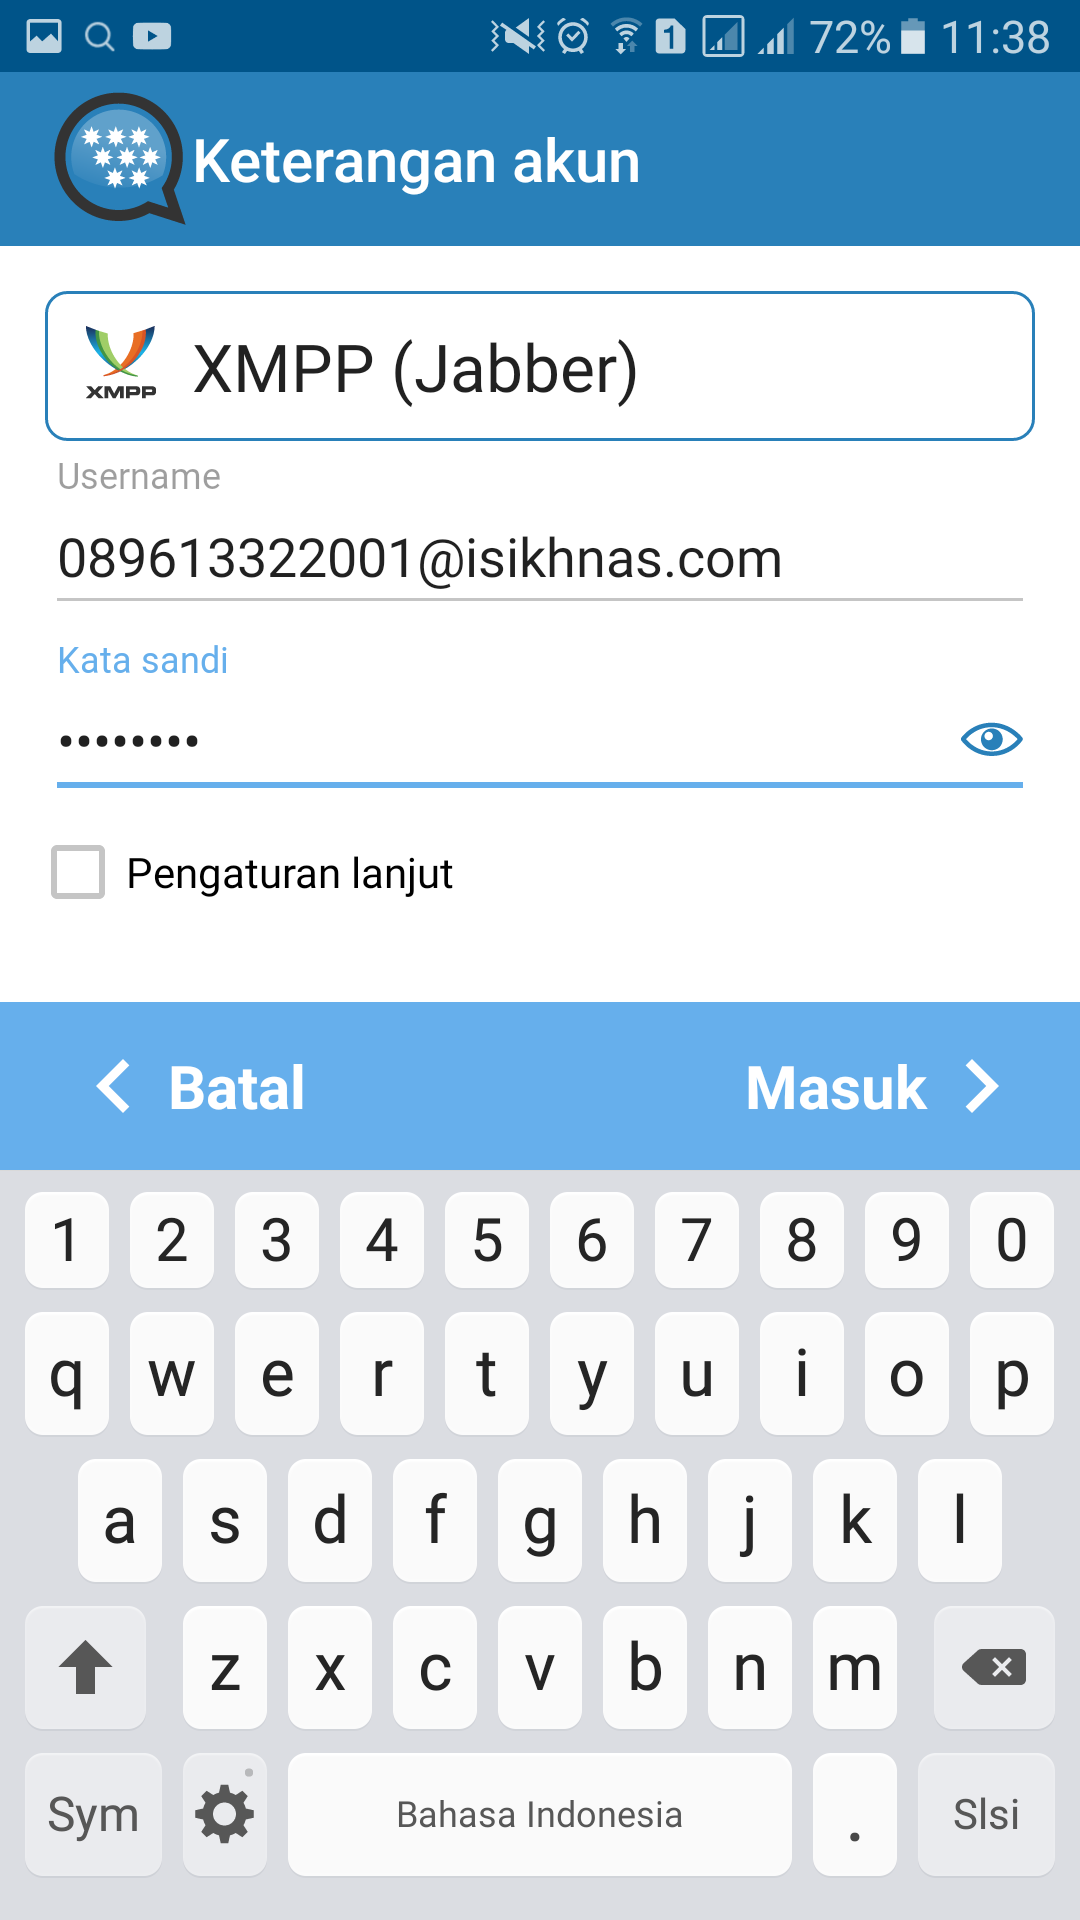 72% 11:38
Keterangan akun
XMPP XMPP (Jabber)
Username
089613322001@isikhnas.com
Kata sandi
••••••••
Pengaturan lanjut
Batal Masuk
1 2 3 4 5 6 7 8 9 0
q w e r t y u i o p
a s d f g h j k l
z x c v b n m
Sym Bahasa Indonesia . Slsi